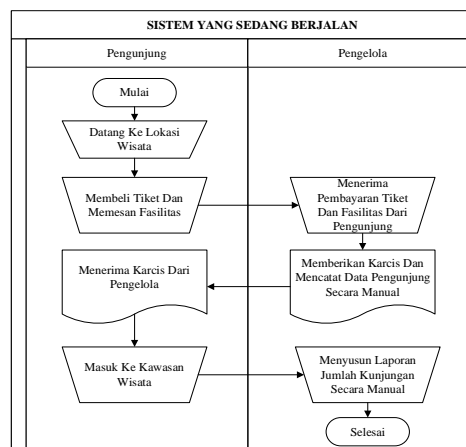 SISTEM YANG SEDANG BERJALAN
Pengunjung
Pengelola
Mulai
Datang Ke Lokasi
Wisata
Membeli Tiket Dan
Memesan Fasilitas
Menerima
Pembayaran Tiket
Dan Fasilitas Dari
Pengunjung
Memberikan Karcis Dan
Mencatat Data Pengunjung
Secara Manual
Menerima Karcis Dari
Pengelola
Masuk Ke Kawasan
Wisata
Menyusun Laporan
Jumlah Kunjungan
Secara Manual
Selesai